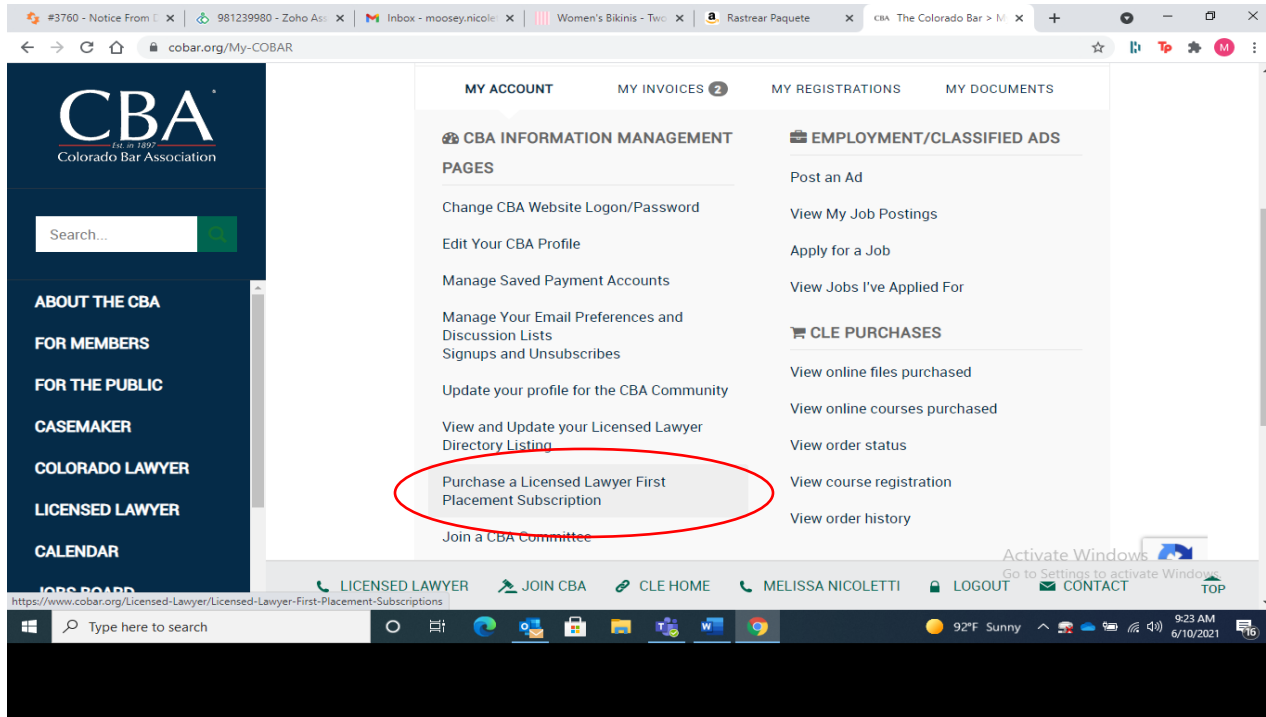 #3760 - Notice From D
981239980 - Zoho Ass
Inbox - moosey.nicole
Women's Bikinis - Two
Rastrear Paquete
CBA The Colorado Bar > M
cobar.org/My-COBAR
Tp
M
CBA
Est. in 1897
Colorado Bar Association
Search...
ABOUT THE CBA
FOR MEMBERS
FOR THE PUBLIC
CASEMAKER
COLORADO LAWYER
LICENSED LAWYER
CALENDAR
JOBS BOARD
MY ACCOUNT
MY INVOICES 2
MY REGISTRATIONS
MY DOCUMENTS
CBA INFORMATION MANAGEMENT
PAGES
Change CBA Website Logon/Password
Edit Your CBA Profile
Manage Saved Payment Accounts
Manage Your Email Preferences and
Discussion Lists
Signups and Unsubscribes
Update your profile for the CBA Community
View and Update your Licensed Lawyer
Directory Listing
Purchase a Licensed Lawyer First
Placement Subscription
Join a CBA Committee
EMPLOYMENT/CLASSIFIED ADS
Post an Ad
View My Job Postings
Apply for a Job
View Jobs I've Applied For
CLE PURCHASES
View online files purchased
View online courses purchased
View order status
View course registration
View order history
Activate Windows
Go to Settings to activate Windows.
LICENSED LAWYER
JOIN CBA
CLE HOME
MELISSA NICOLETTI
LOGOUT
CONTACT
TOP
https://www.cobar.org/Licensed-Lawyer/Licensed-Lawyer-First-Placement-Subscriptions
Type here to search
92°F Sunny
9:23 AM
6/10/2021
16